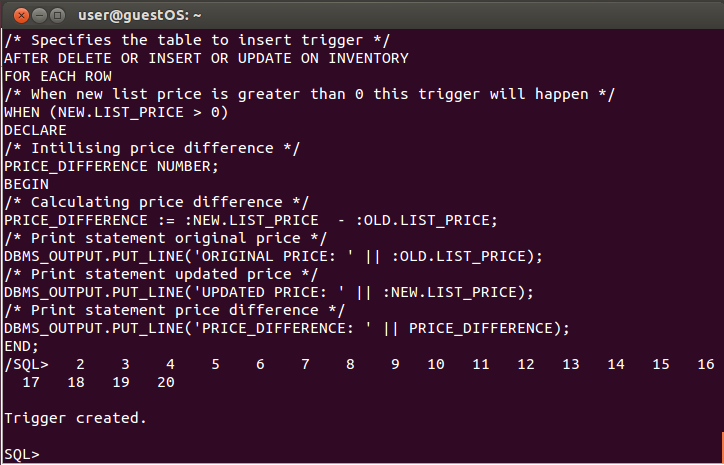 user@guestOS: ~
/* Specifies the table to insert trigger */
AFTER DELETE OR INSERT OR UPDATE ON INVENTORY
FOR EACH ROW
/* When new list price is greater than 0 this trigger will happen */
WHEN (NEW.LIST_PRICE > 0)
DECLARE
/* Intilising price difference */
PRICE_DIFFERENCE NUMBER;
BEGIN
/* Calculating price difference */
PRICE_DIFFERENCE := :NEW.LIST_PRICE  - :OLD.LIST_PRICE;
/* Print statement original price */
DBMS_OUTPUT.PUT_LINE('ORIGINAL PRICE: ' || :OLD.LIST_PRICE);
/* Print statement updated price */
DBMS_OUTPUT.PUT_LINE('UPDATED PRICE: ' || :NEW.LIST_PRICE);
/* Print statement price difference */
DBMS_OUTPUT.PUT_LINE('PRICE_DIFFERENCE: ' || PRICE_DIFFERENCE);
END;
/SQL>   2    3    4    5    6    7    8    9   10   11   12   13   14   15   16
  17   18   19   20
Trigger created.
SQL>